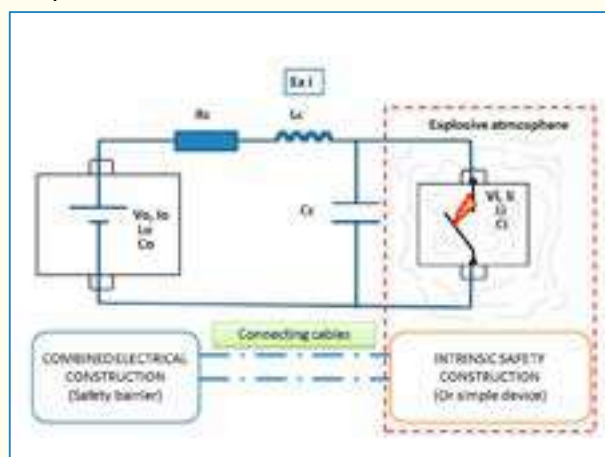 Ex i
Rc
Lc
Explosive atmosphere
Vo, Io
Lo
Co
Cc
Vi, Ii
Li
Ci
Connecting cables
COMBINED ELECTRICAL
CONSTRUCTION
(Safety barrier)
INTRINSIC SAFETY
CONSTRUCTION
(Or simple device)